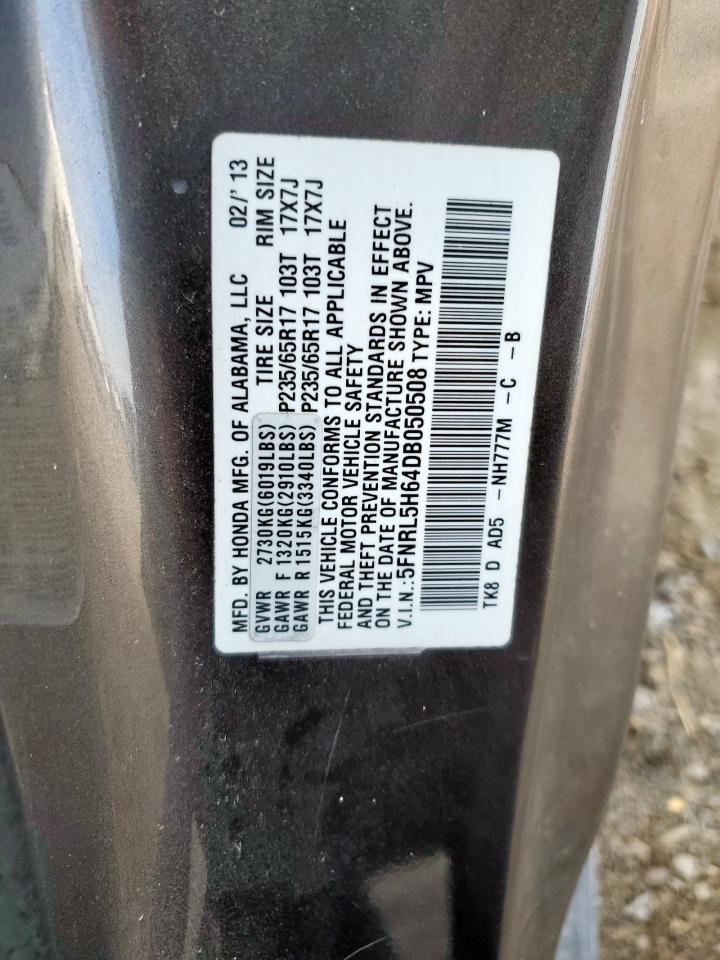 MFD. BY HONDA MFG. OF ALABAMA, LLC 02/' 13
GVWR 2730KG(6019LBS) TIRE SIZE RIM SIZE
GAWR F 1320KG(2910LBS) P235/65R17 103T 17X7J
GAWR R 1515KG(3340LBS) P235/65R17 103T 17X7J
THIS VEHICLE CONFORMS TO ALL APPLICABLE
FEDERAL MOTOR VEHICLE SAFETY
AND THEFT PREVENTION STANDARDS IN EFFECT
ON THE DATE OF MANUFACTURE SHOWN ABOVE.
V.I.N.:5FNRL5H64DB050508 TYPE: MPV
TK8 D AD5 -NH777M -C -B